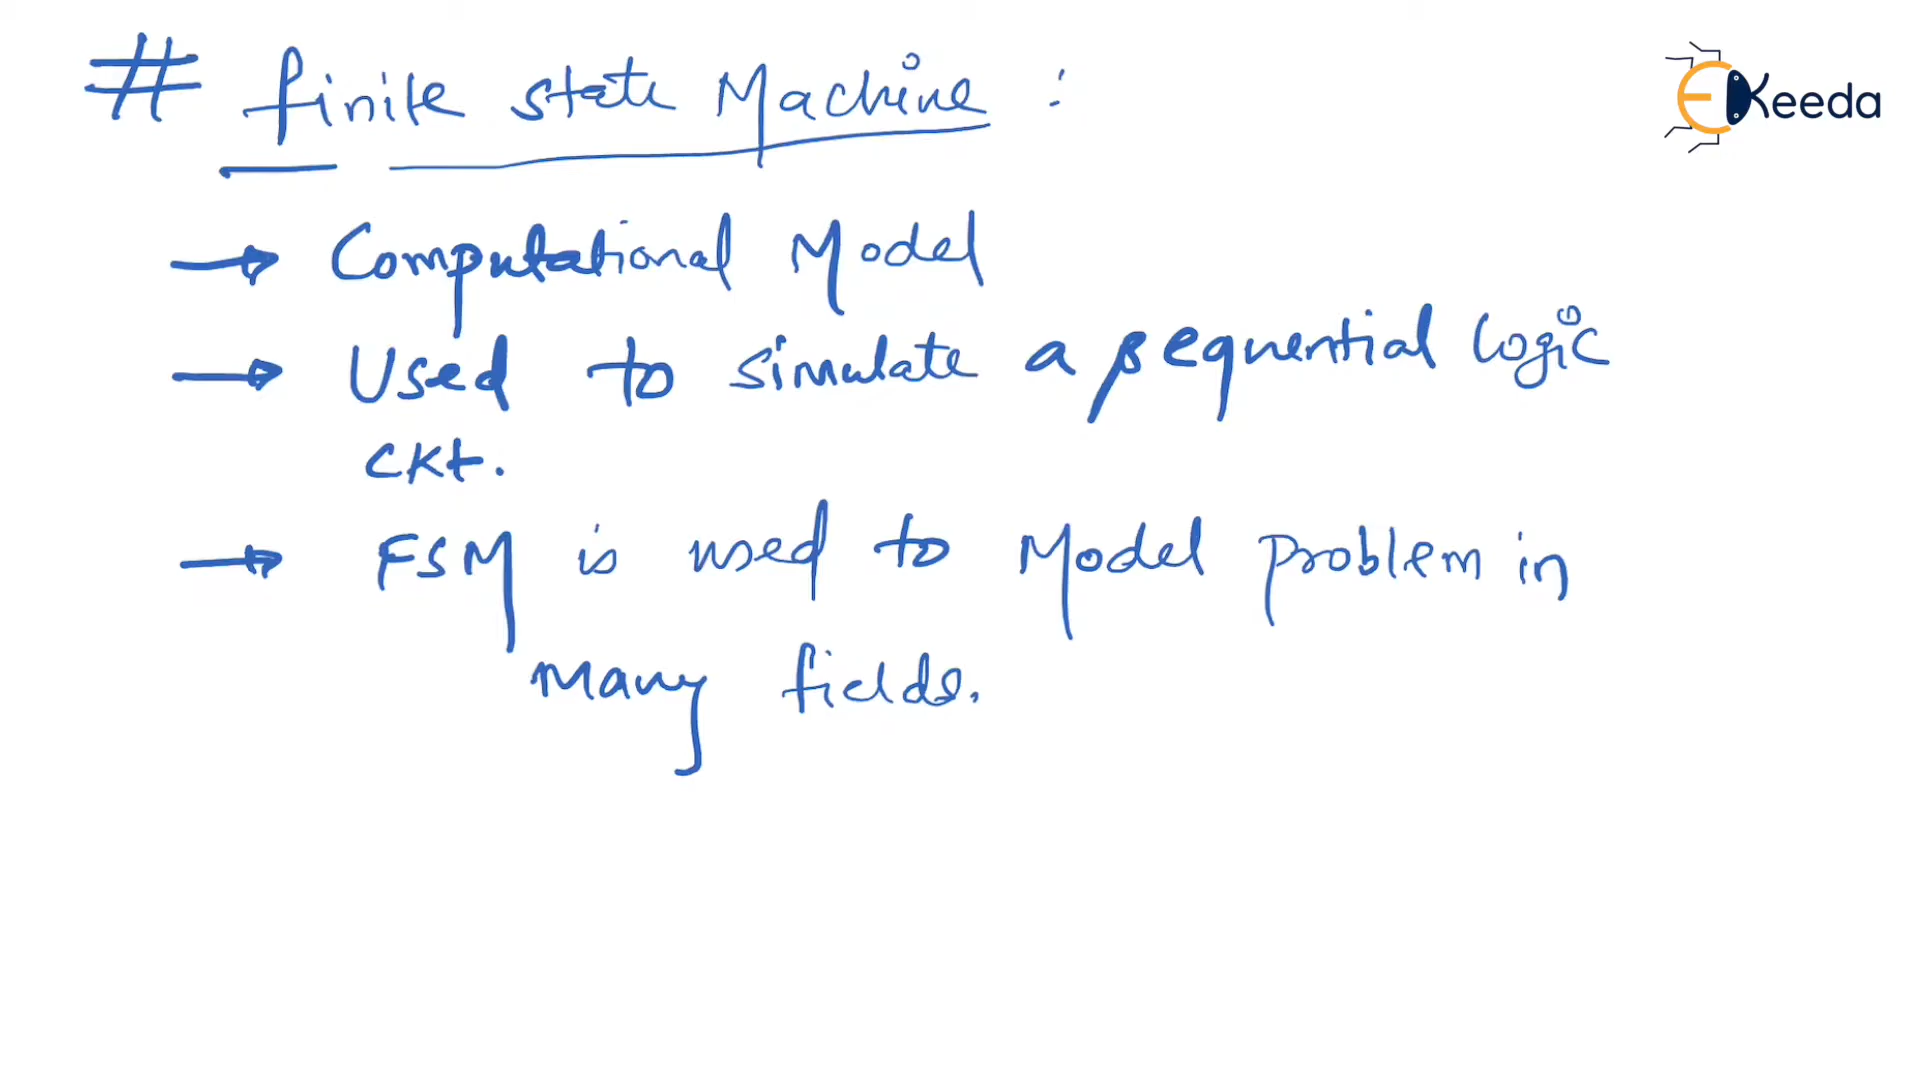 # finite state Machine :
EKeeda
→ Computational Model
→ Used to simulate a sequential logic
ckt.
→ FSM is used to Model problem in
many fields.